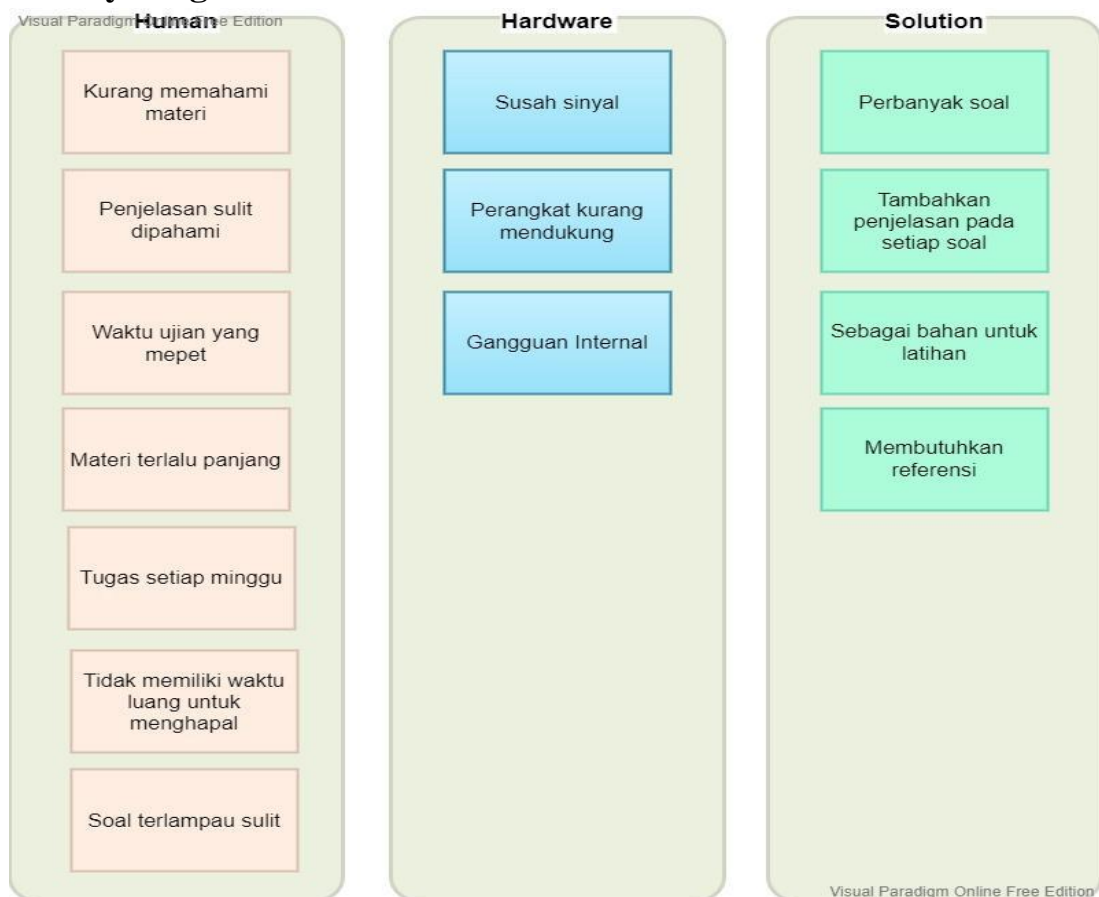 Visual Paradigm Online Free Edition
Human
Kurang memahami
materi
Penjelasan sulit
dipahami
Waktu ujian yang
mepet
Materi terlalu panjang
Tugas setiap minggu
Tidak memiliki waktu
luang untuk
menghapal
Soal terlampau sulit
Hardware
Susah sinyal
Perangkat kurang
mendukung
Gangguan Internal
Solution
Perbanyak soal
Tambahkan
penjelasan pada
setiap soal
Sebagai bahan untuk
latihan
Membutuhkan
referensi
Visual Paradigm Online Free Edition